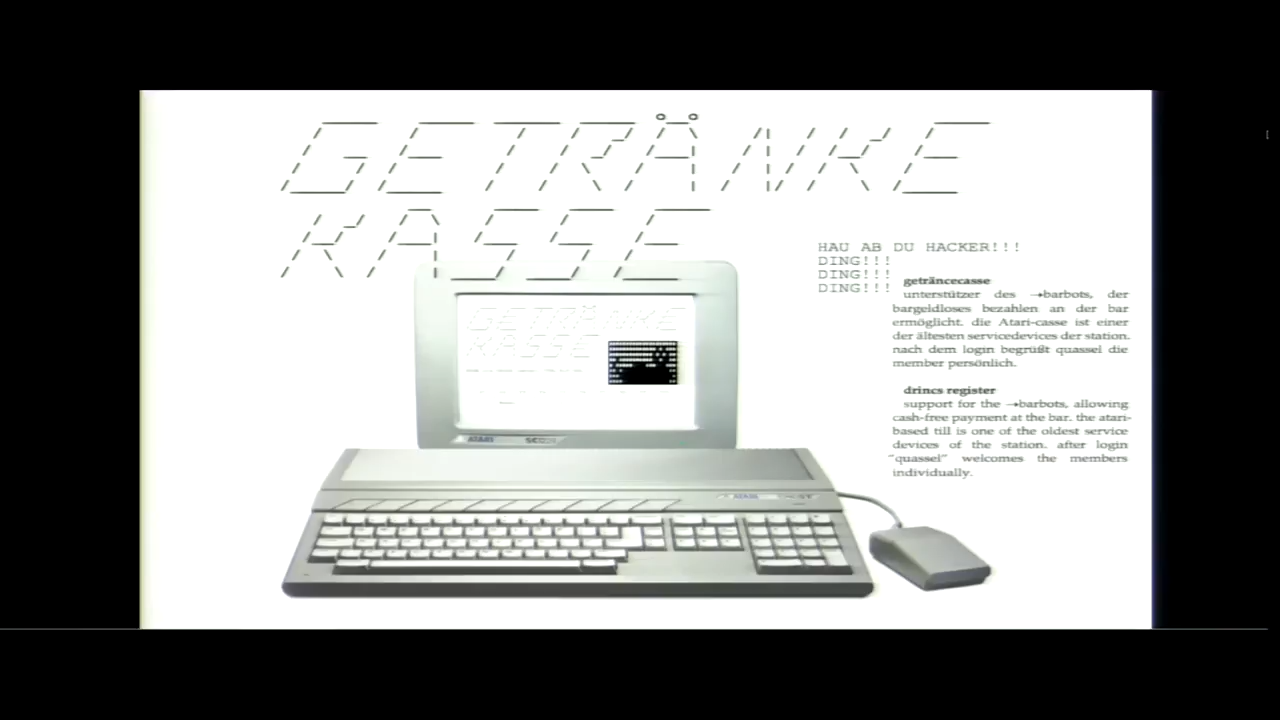 GETRÄNKE
KASSE
HAU AB DU HACKER!!!
DING!!!
DING!!!
DING!!!
geträncecasse
unterstützer des →barbots, der
bargeldloses bezahlen an der bar
ermöglicht. die Atari-casse ist einer
der ältesten servicedevices der station.
nach dem login begrüßt quassel die
member persönlich.
drincs register
support for the →barbots, allowing
cash-free payment at the bar. the atari-
based till is one of the oldest service
devices of the station. after login
"quassel" welcomes the members
individually.
GETRÄNKE
KASSE
ATARI
ATARI